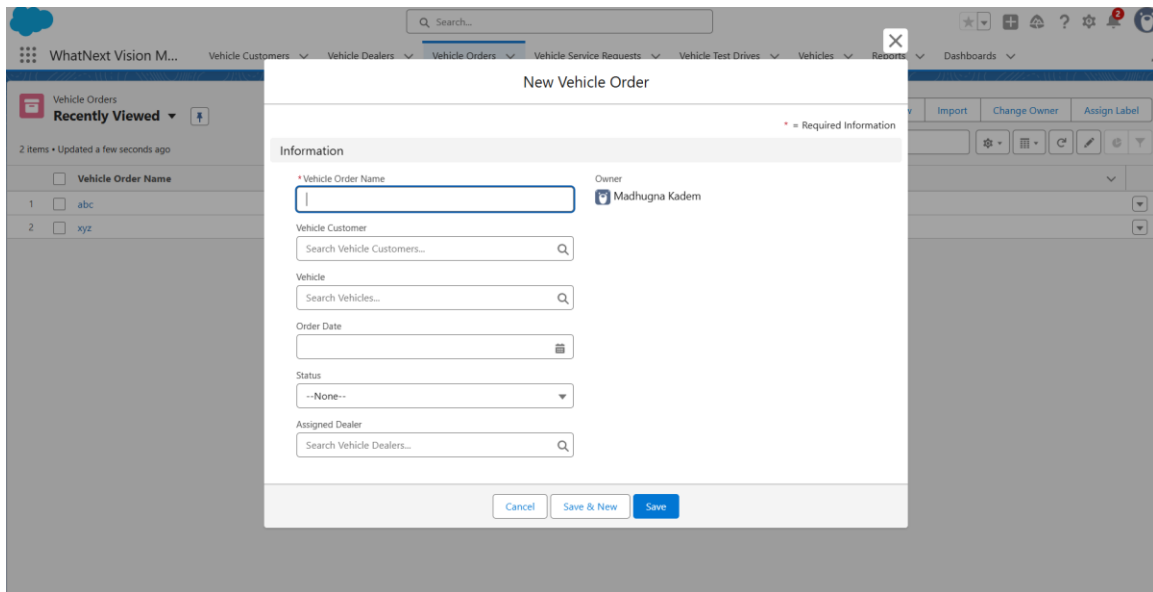 Search...
2
WhatNext Vision M...
Vehicle Customers Vehicle Dealers Vehicle Orders Vehicle Service Requests Vehicle Test Drives Vehicles Reports Dashboards
New Vehicle Order
Vehicle Orders
Recently Viewed
Import Change Owner Assign Label
* = Required Information
2 items • Updated a few seconds ago
Information
Vehicle Order Name
1 abc
2 xyz
* Vehicle Order Name
Owner
Madhugna Kadem
Vehicle Customer
Search Vehicle Customers...
Vehicle
Search Vehicles...
Order Date
Status
--None--
Assigned Dealer
Search Vehicle Dealers...
Cancel Save & New Save